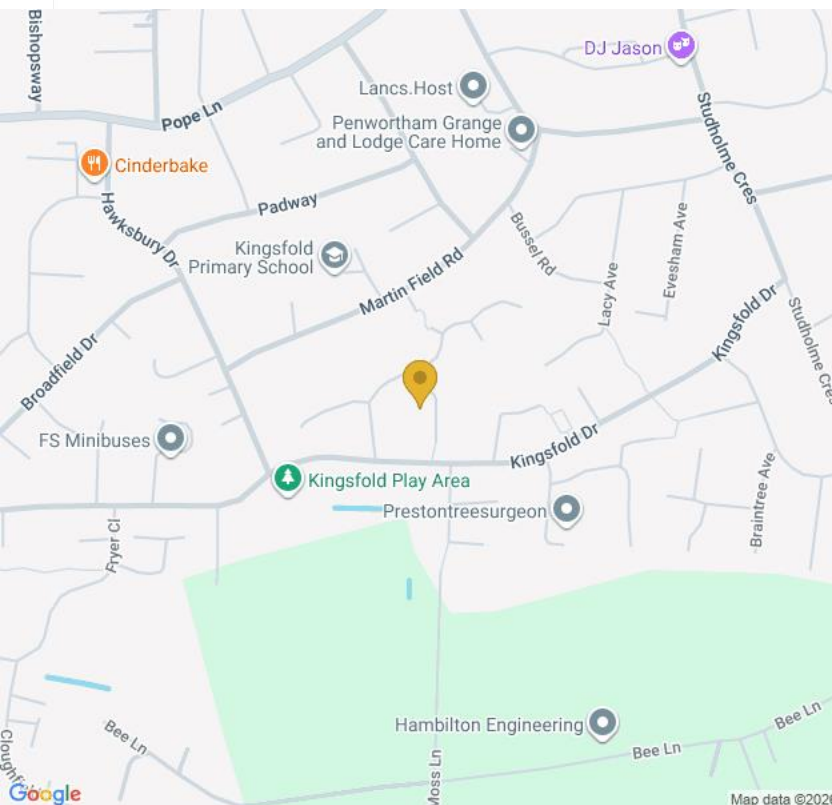 Bishopsway
DJ Jason
Lancs.Host
Pope Ln
Penwortham Grange
and Lodge Care Home
Studholme Cres
Cinderbake
Padway
Hawksbury Dr
Kingsfold
Primary School
Bussel Rd
Evesham Ave
Martin Field Rd
Lacy Ave
Kingsfold Dr
Studholme Cres
Broadfield Dr
FS Minibuses
Kingsfold Dr
Kingsfold Play Area
Prestontreesurgeon
Braintree Ave
Fryer Cl
Hambilton Engineering
Bee Ln
Bee Ln
Bee Ln
Moss Ln
Google
Map data ©2026